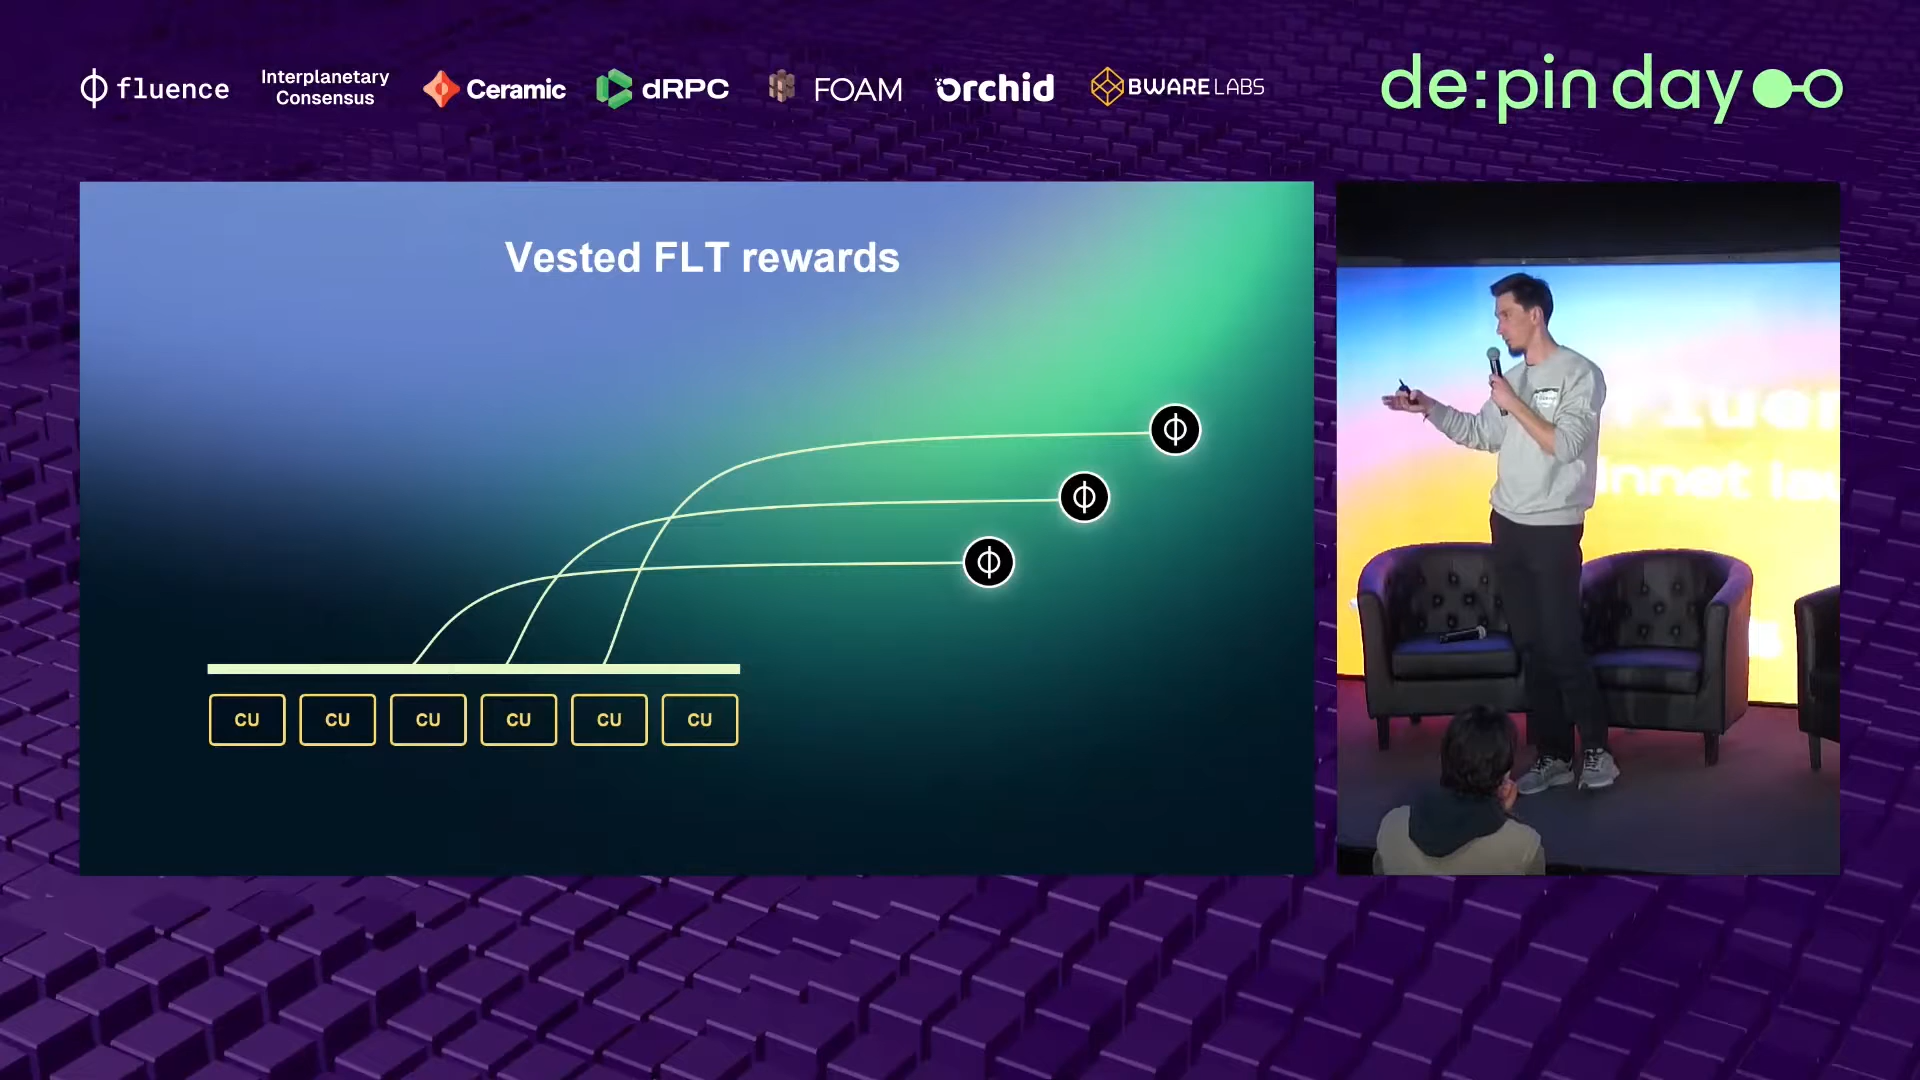 fluence
Interplanetary
Consensus
Ceramic
dRPC
FOAM
orchid
BWARE LABS
de:pin day
Vested FLT rewards
CU CU CU CU CU CU